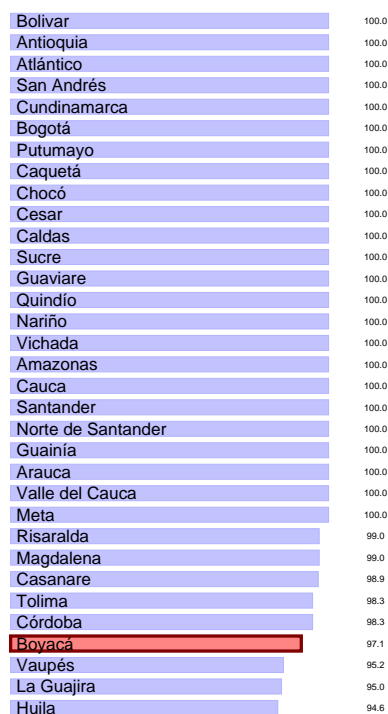 Bolivar 100.0
Antioquia 100.0
Atlántico 100.0
San Andrés 100.0
Cundinamarca 100.0
Bogotá 100.0
Putumayo 100.0
Caquetá 100.0
Chocó 100.0
Cesar 100.0
Caldas 100.0
Sucre 100.0
Guaviare 100.0
Quindío 100.0
Nariño 100.0
Vichada 100.0
Amazonas 100.0
Cauca 100.0
Santander 100.0
Norte de Santander 100.0
Guainía 100.0
Arauca 100.0
Valle del Cauca 100.0
Meta 100.0
Risaralda 99.0
Magdalena 99.0
Casanare 98.9
Tolima 98.3
Córdoba 98.3
Boyacá 97.1
Vaupés 95.2
La Guajira 95.0
Huila 94.6